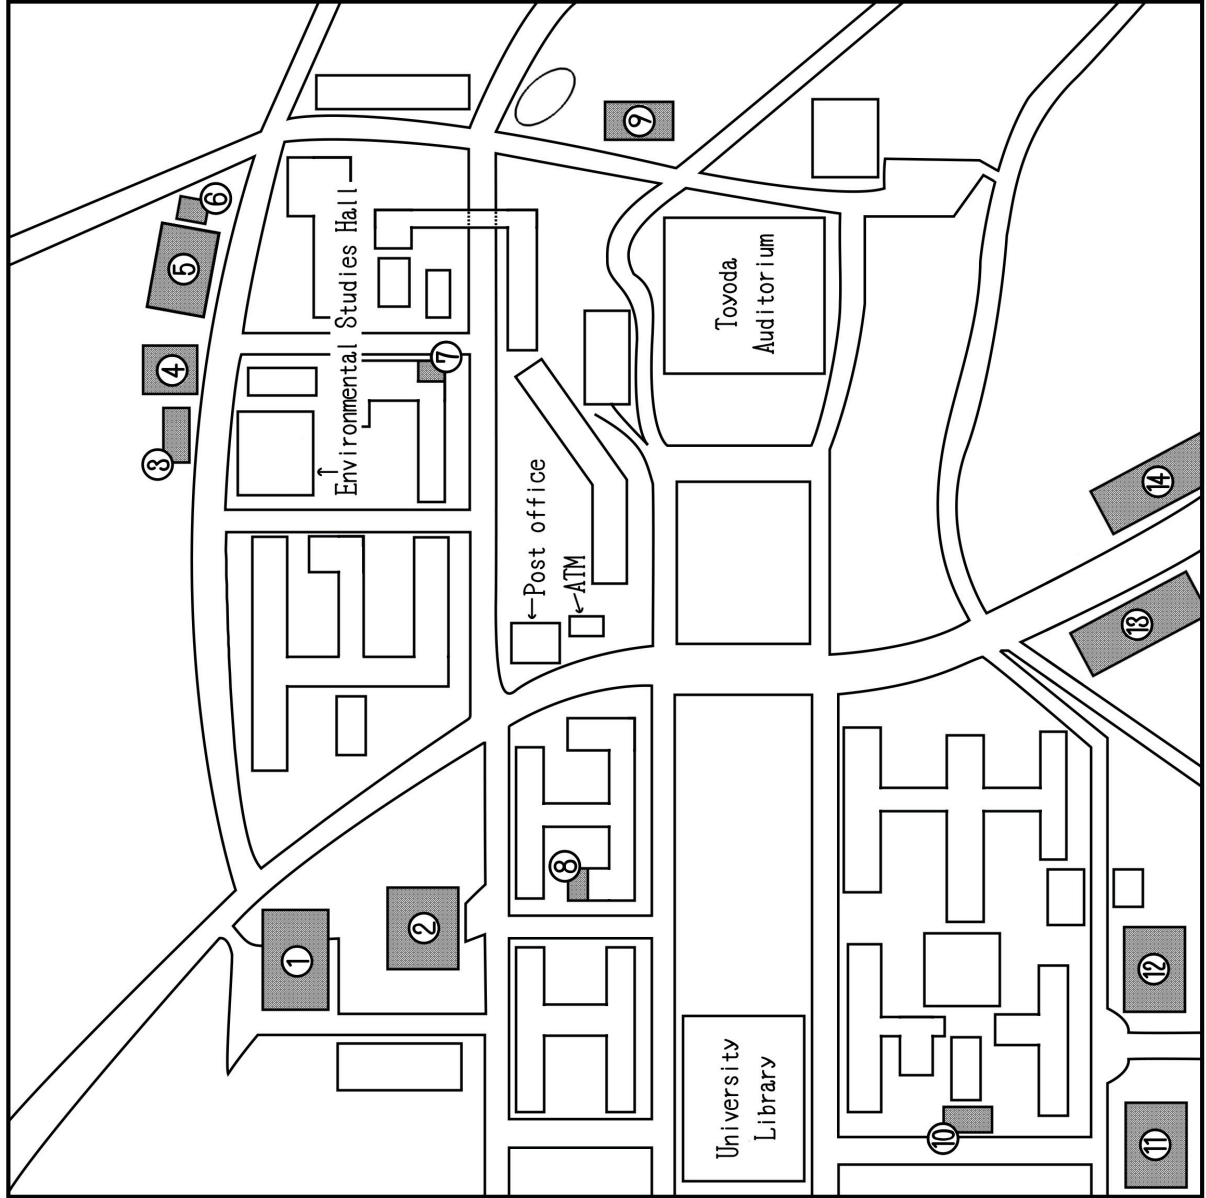 ①
②
③
④
⑤
⑥
⑦
⑧
⑨
⑩
⑪
⑫
⑬
⑭
↑
Environmental Studies Hall
←Post office
←ATM
Toyoda
Auditorium
University
Library